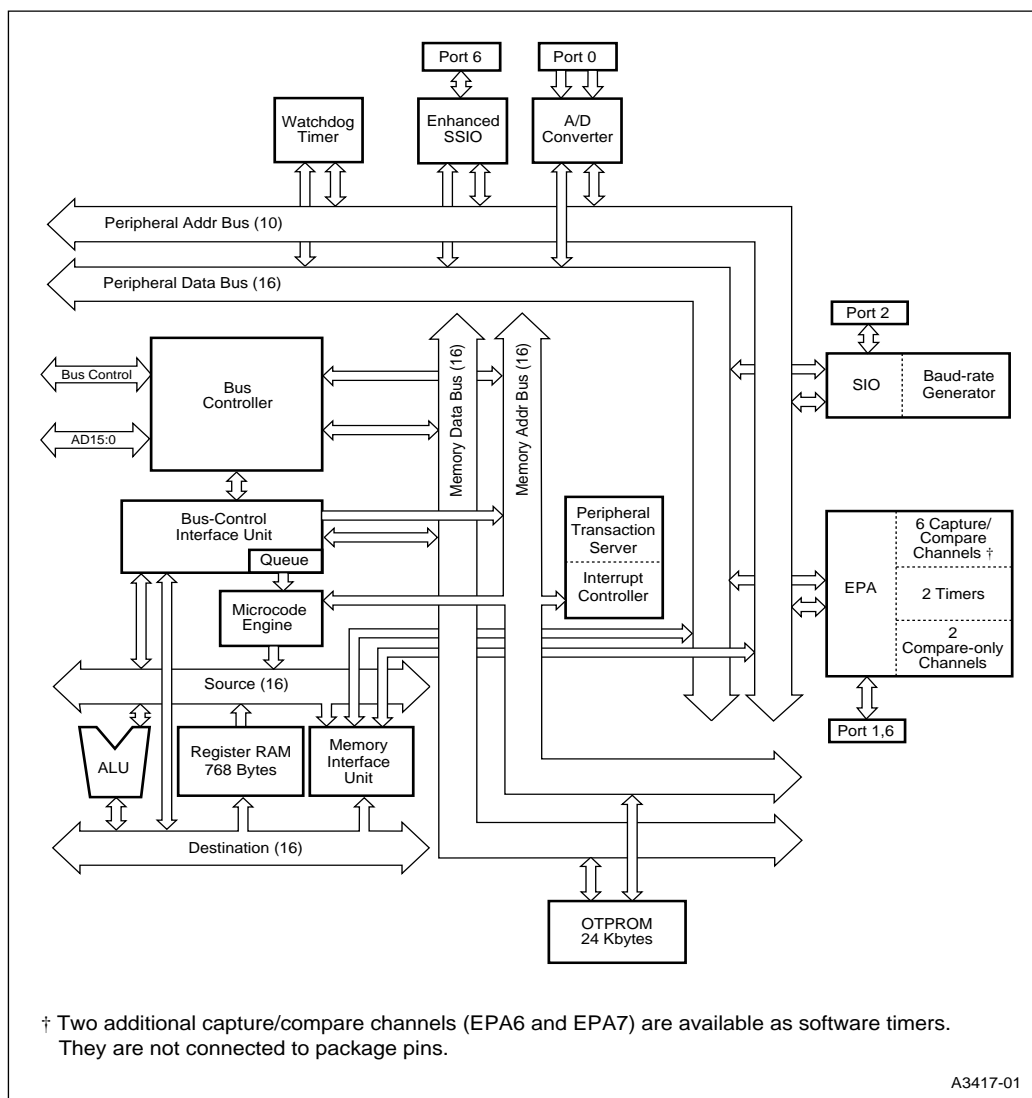 Port 6
Port 0
Watchdog
Timer
Enhanced
SSIO
A/D
Converter
Peripheral Addr Bus (10)
Peripheral Data Bus (16)
Port 2
Bus Control
Bus
Controller
AD15:0
Memory Data Bus (16)
Memory Addr Bus (16)
SIO
Baud-rate
Generator
Bus-Control
Interface Unit
Queue
Peripheral
Transaction
Server
Interrupt
Controller
Microcode
Engine
EPA
6 Capture/
Compare
Channels †
2 Timers
2
Compare-only
Channels
Source (16)
Port 1,6
ALU
Register RAM
768 Bytes
Memory
Interface
Unit
Destination (16)
OTPROM
24 Kbytes
† Two additional capture/compare channels (EPA6 and EPA7) are available as software timers.
They are not connected to package pins.
A3417-01